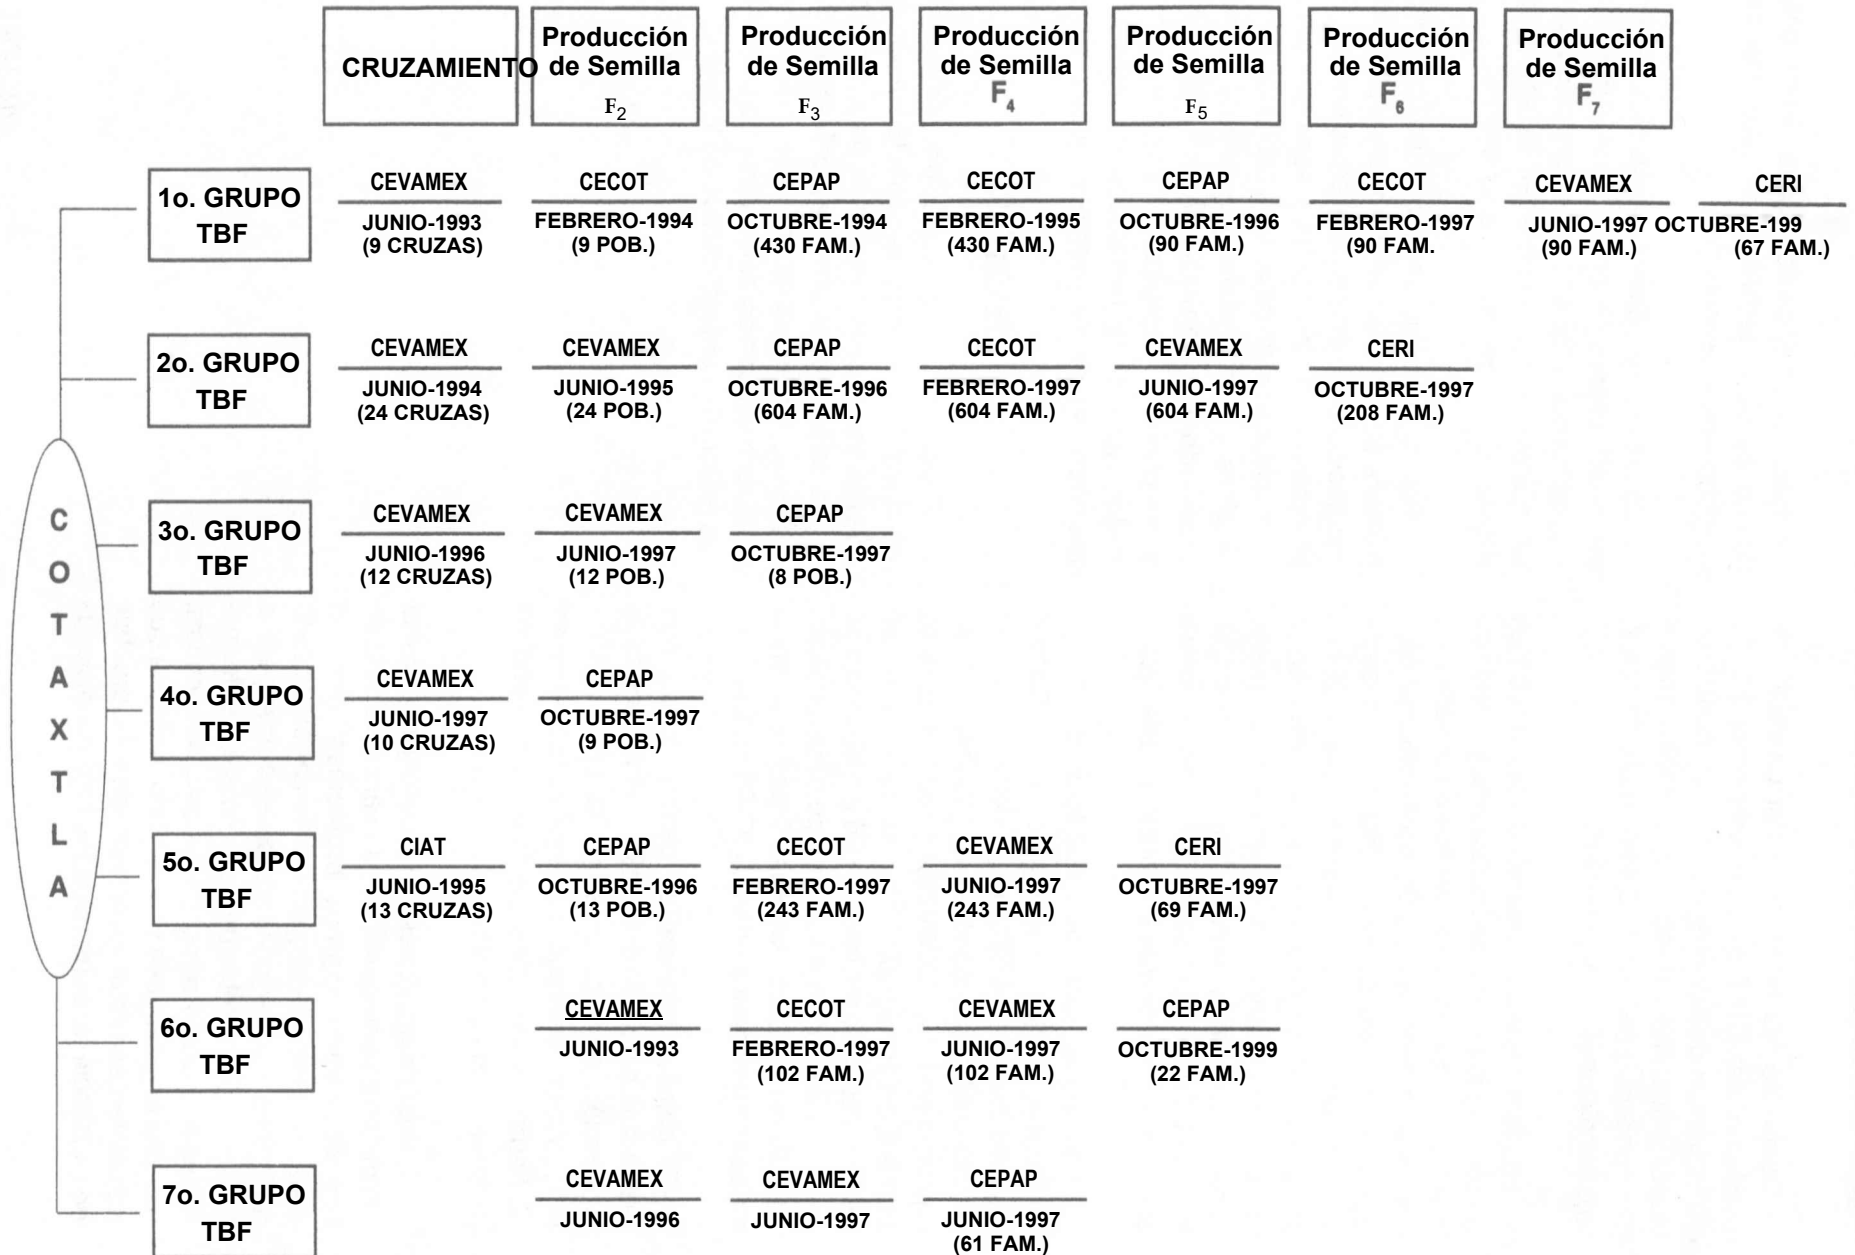 CRUZAMIENTO
Producción
de Semilla
F2
Producción
de Semilla
F3
Producción
de Semilla
F4
Producción
de Semilla
F5
Producción
de Semilla
F6
Producción
de Semilla
F7
COTAXTLA
1o. GRUPO
TBF
CEVAMEX
JUNIO-1993
(9 CRUZAS)
CECOT
FEBRERO-1994
(9 POB.)
CEPAP
OCTUBRE-1994
(430 FAM.)
CECOT
FEBRERO-1995
(430 FAM.)
CEPAP
OCTUBRE-1996
(90 FAM.)
CECOT
FEBRERO-1997
(90 FAM.
CEVAMEX
JUNIO-1997
(90 FAM.)
CERI
OCTUBRE-199
(67 FAM.)
2o. GRUPO
TBF
CEVAMEX
JUNIO-1994
(24 CRUZAS)
CEVAMEX
JUNIO-1995
(24 POB.)
CEPAP
OCTUBRE-1996
(604 FAM.)
CECOT
FEBRERO-1997
(604 FAM.)
CEVAMEX
JUNIO-1997
(604 FAM.)
CERI
OCTUBRE-1997
(208 FAM.)
3o. GRUPO
TBF
CEVAMEX
JUNIO-1996
(12 CRUZAS)
CEVAMEX
JUNIO-1997
(12 POB.)
CEPAP
OCTUBRE-1997
(8 POB.)
4o. GRUPO
TBF
CEVAMEX
JUNIO-1997
(10 CRUZAS)
CEPAP
OCTUBRE-1997
(9 POB.)
5o. GRUPO
TBF
CIAT
JUNIO-1995
(13 CRUZAS)
CEPAP
OCTUBRE-1996
(13 POB.)
CECOT
FEBRERO-1997
(243 FAM.)
CEVAMEX
JUNIO-1997
(243 FAM.)
CERI
OCTUBRE-1997
(69 FAM.)
6o. GRUPO
TBF
CEVAMEX
JUNIO-1993
CECOT
FEBRERO-1997
(102 FAM.)
CEVAMEX
JUNIO-1997
(102 FAM.)
CEPAP
OCTUBRE-1999
(22 FAM.)
7o. GRUPO
TBF
CEVAMEX
JUNIO-1996
CEVAMEX
JUNIO-1997
CEPAP
JUNIO-1997
(61 FAM.)